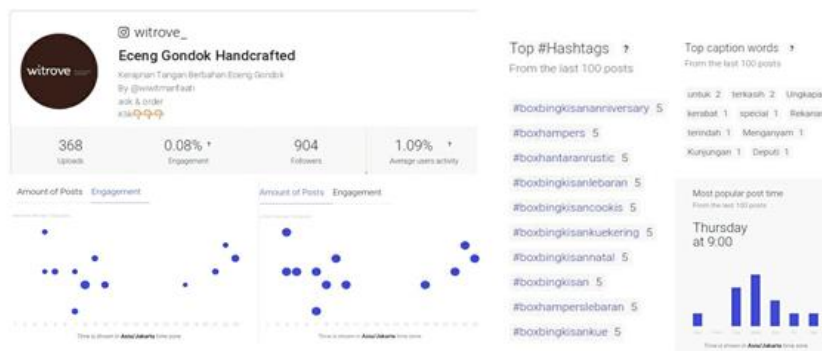 witrove_
witrove
Eceng Gondok Handcrafted
Kerajinan Tangan Berbahan Eceng Gondok
By @wiwitmanfaati
ask & order
Klik👇👇👇
368
Uploads
0.08%
Engagement
904
Followers
1.09%
Average users activity
Amount of Posts Engagement
Time is shown in Asia/Jakarta time zone
Amount of Posts Engagement
Time is shown in Asia/Jakarta time zone
Top #Hashtags ?
From the last 100 posts
#boxbingkisananniversary 5
#boxhampers 5
#boxhantaranrustic 5
#boxbingkisanlebaran 5
#boxbingkisancookis 5
#boxbingkisankuekering 5
#boxbingkisannatal 5
#boxbingkisan 5
#boxhamperslebaran 5
#boxbingkisankue 5
Top caption words ?
From the last 100 posts
untuk 2 terkasih 2 Ungkapa
kerabat 1 special 1 Rekanan
terindah 1 Menganyam 1
Kunjungan 1 Deputi 1
Most popular post time
From the last 100 posts
Thursday
at 9:00
Time is shown in Asia/Jakarta time zone